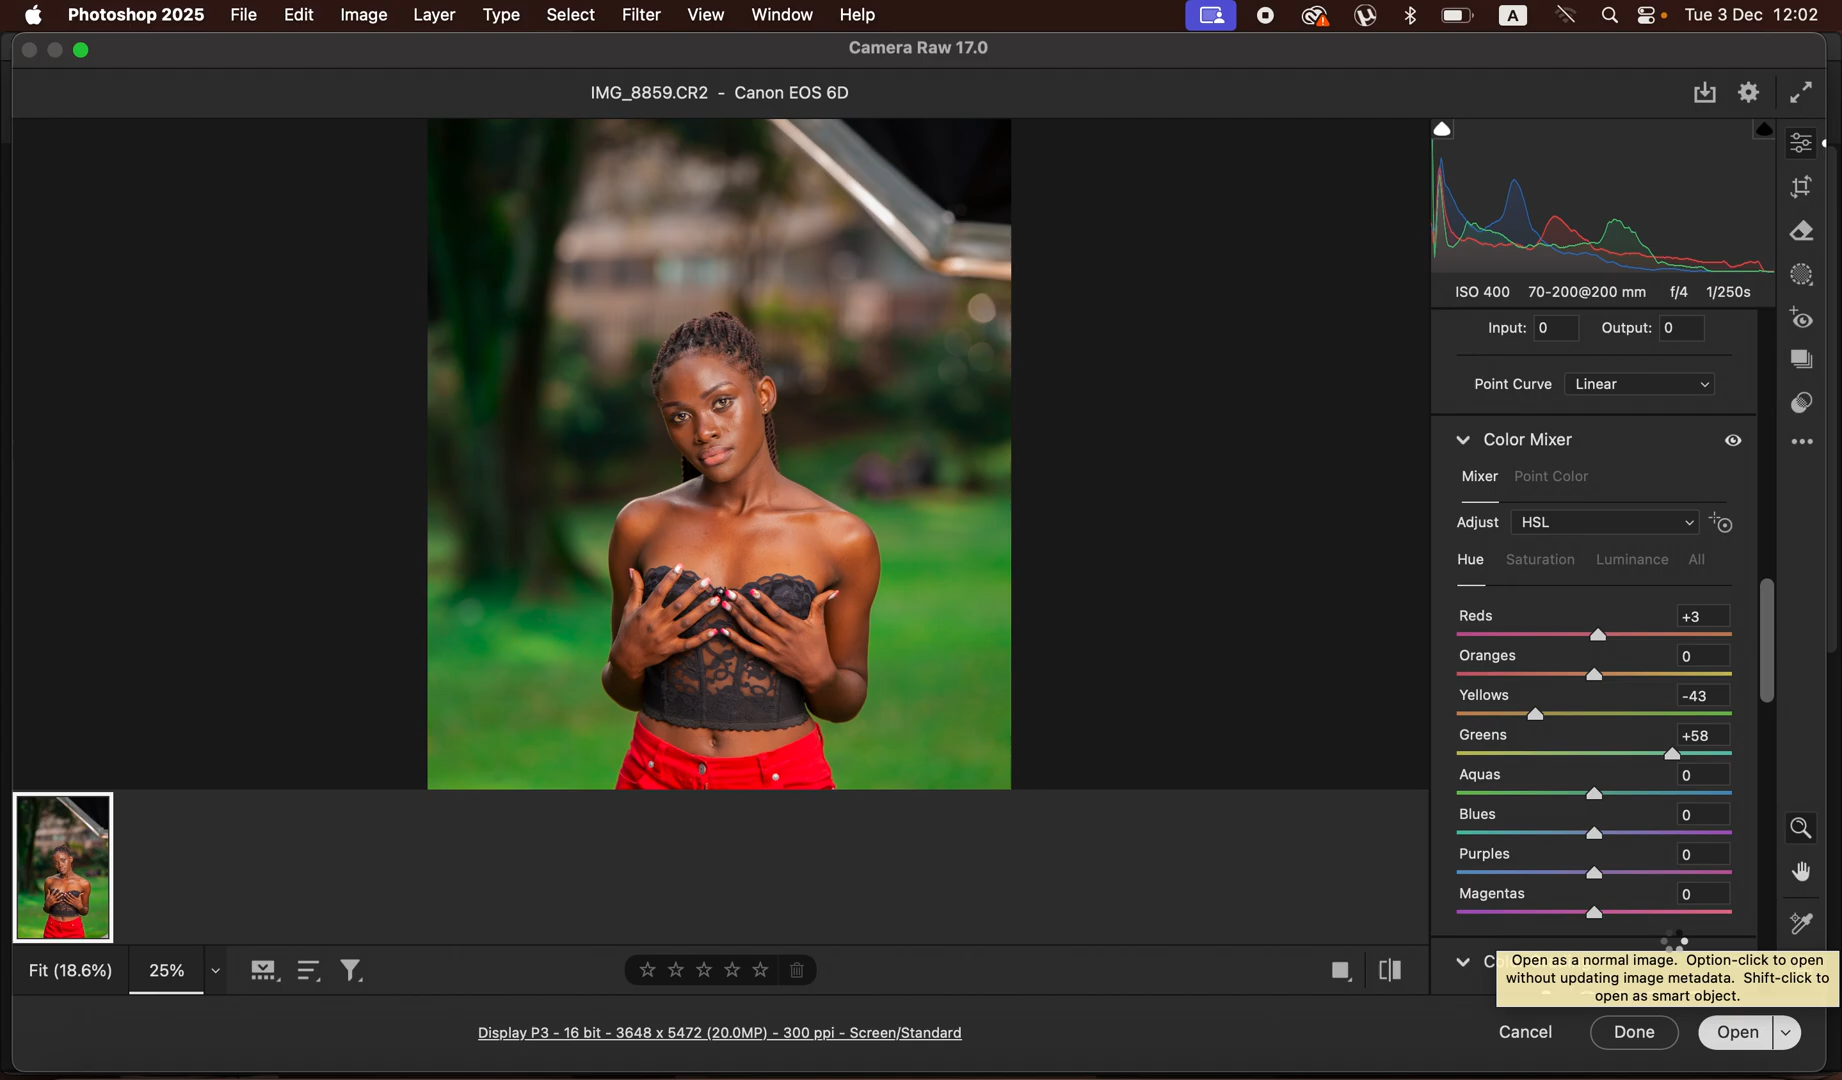 Photoshop 2025 File Edit Image Layer Type Select Filter View Window Help A Tue 3 Dec 12:02
Camera Raw 17.0
IMG_8859.CR2 - Canon EOS 6D
ISO 400 70-200@200 mm f/4 1/250s
Input: 0 Output: 0
Point Curve Linear
Color Mixer
Mixer Point Color
Adjust HSL
Hue Saturation Luminance All
Reds +3
Oranges 0
Yellows -43
Greens +58
Aquas 0
Blues 0
Purples 0
Magentas 0
Open as a normal image. Option-click to open
without updating image metadata. Shift-click to
open as smart object.
Fit (18.6%) 25%
Display P3 - 16 bit - 3648 x 5472 (20.0MP) - 300 ppi - Screen/Standard
Cancel Done Open